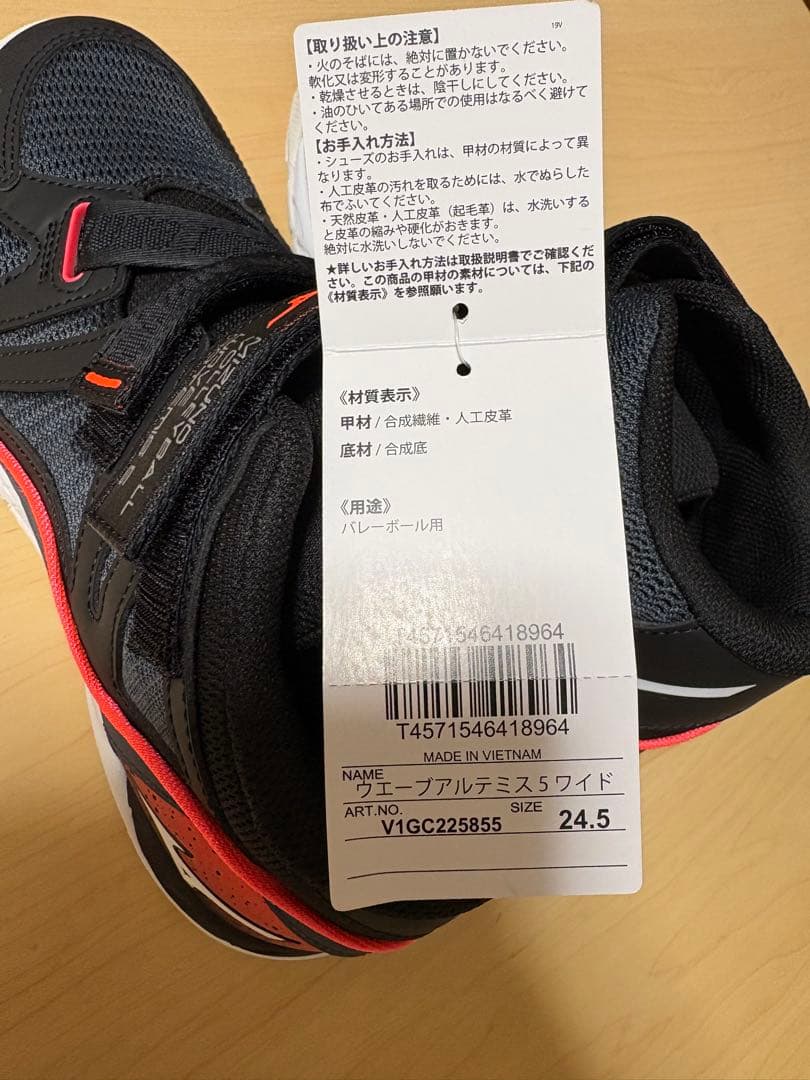 19V
【取り扱い上の注意】
・火のそばには、絶対に置かないでください。
軟化又は変形することがあります。
・乾燥させるときは、陰干しにしてください。
・油のひいてある場所での使用はなるべく避けて
ください。
【お手入れ方法】
・シューズのお手入れは、甲材の材質によって異
なります。
・人工皮革の汚れを取るためには、水でぬらした
布でふいてください。
・天然皮革・人工皮革（起毛革）は、水洗いする
と皮革の縮みや硬化がおきます。
絶対に水洗いしないでください。
★詳しいお手入れ方法は取扱説明書でご確認くだ
さい。この商品の甲材の素材については、下記の
《材質表示》を参照願います。
《材質表示》
甲材 / 合成繊維・人工皮革
底材 / 合成底
《用途》
バレーボール用
T4571546418964
T4571546418964
MADE IN VIETNAM
NAME
ウエーブアルテミス５ワイド
ART.NO. V1GC225855 SIZE 24.5